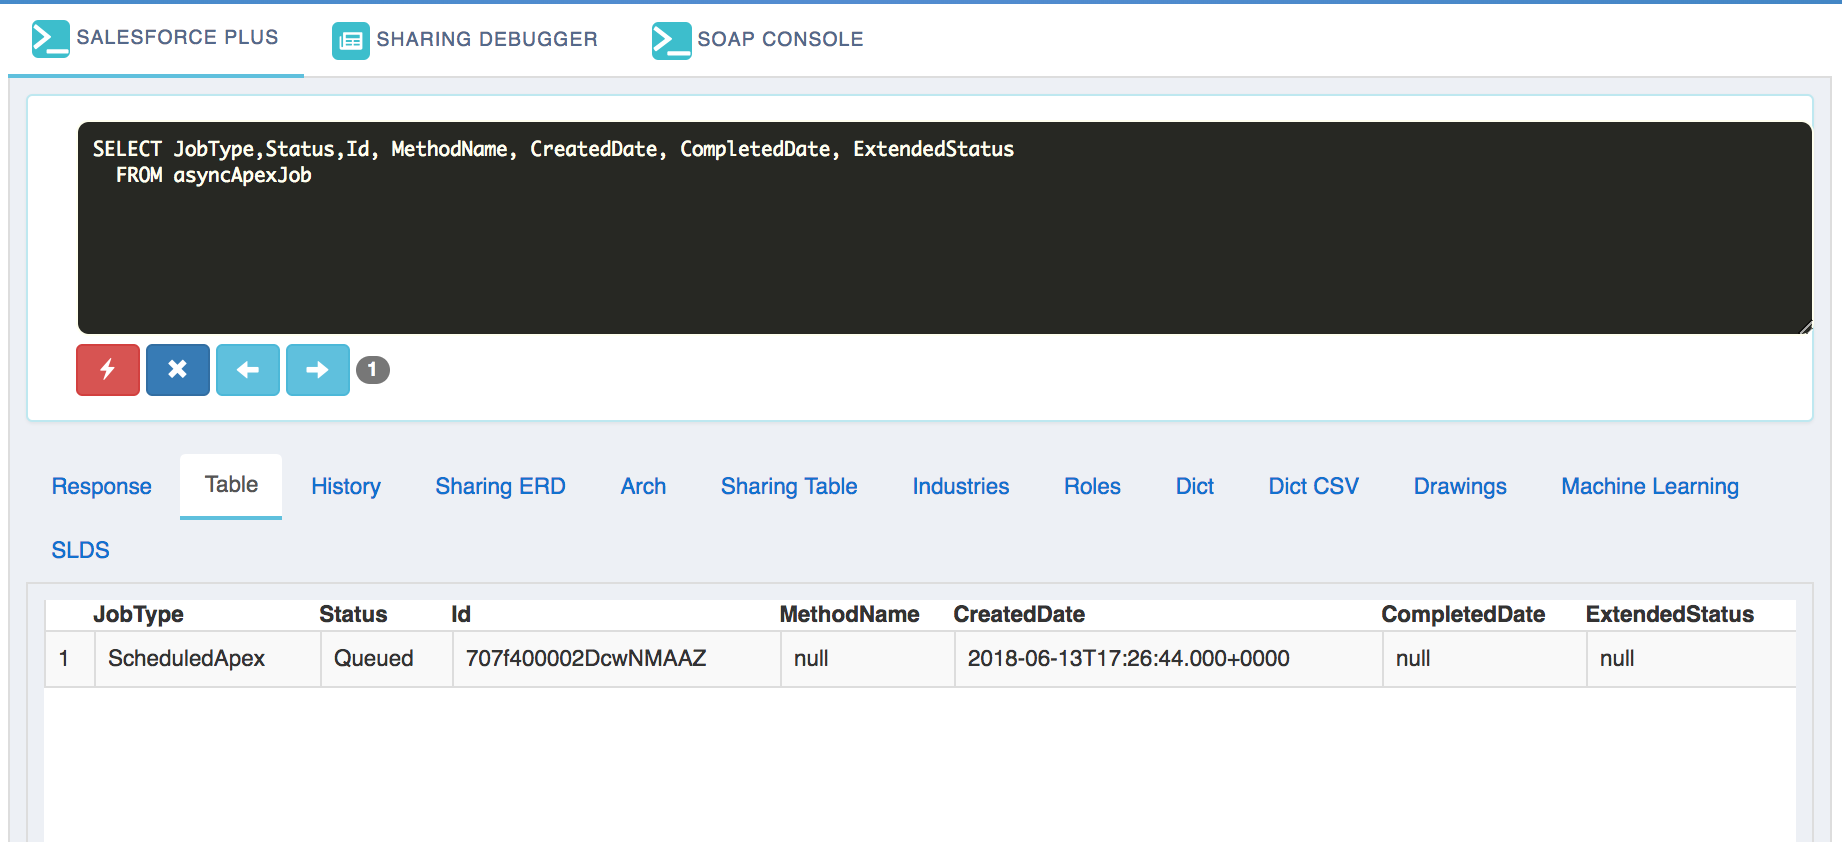 SALESFORCE PLUS SHARING DEBUGGER SOAP CONSOLE
SELECT JobType,Status,Id, MethodName, CreatedDate, CompletedDate, ExtendedStatus
FROM asyncApexJob
1
Response Table History Sharing ERD Arch Sharing Table Industries Roles Dict Dict CSV Drawings Machine Learning
SLDS
JobType Status Id MethodName CreatedDate CompletedDate ExtendedStatus
1 ScheduledApex Queued 707f400002DcwNMAAZ null 2018-06-13T17:26:44.000+0000 null null